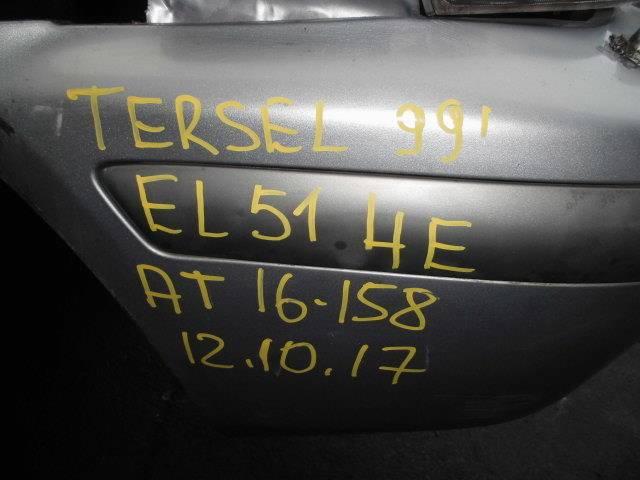 TERSEL 99'
EL51 4E
AT 16-158
12.10.17